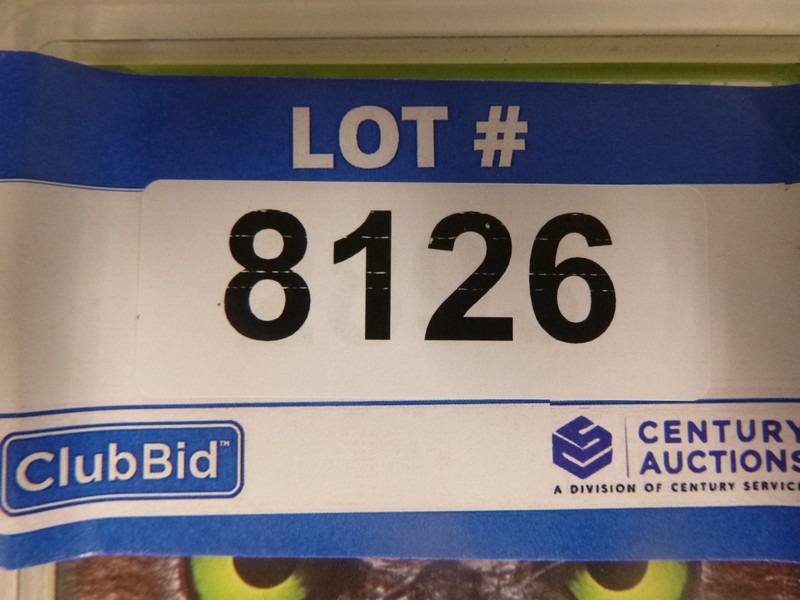 LOT #
8126
ClubBid™
CENTURY
AUCTIONS
A DIVISION OF CENTURY SERVIC